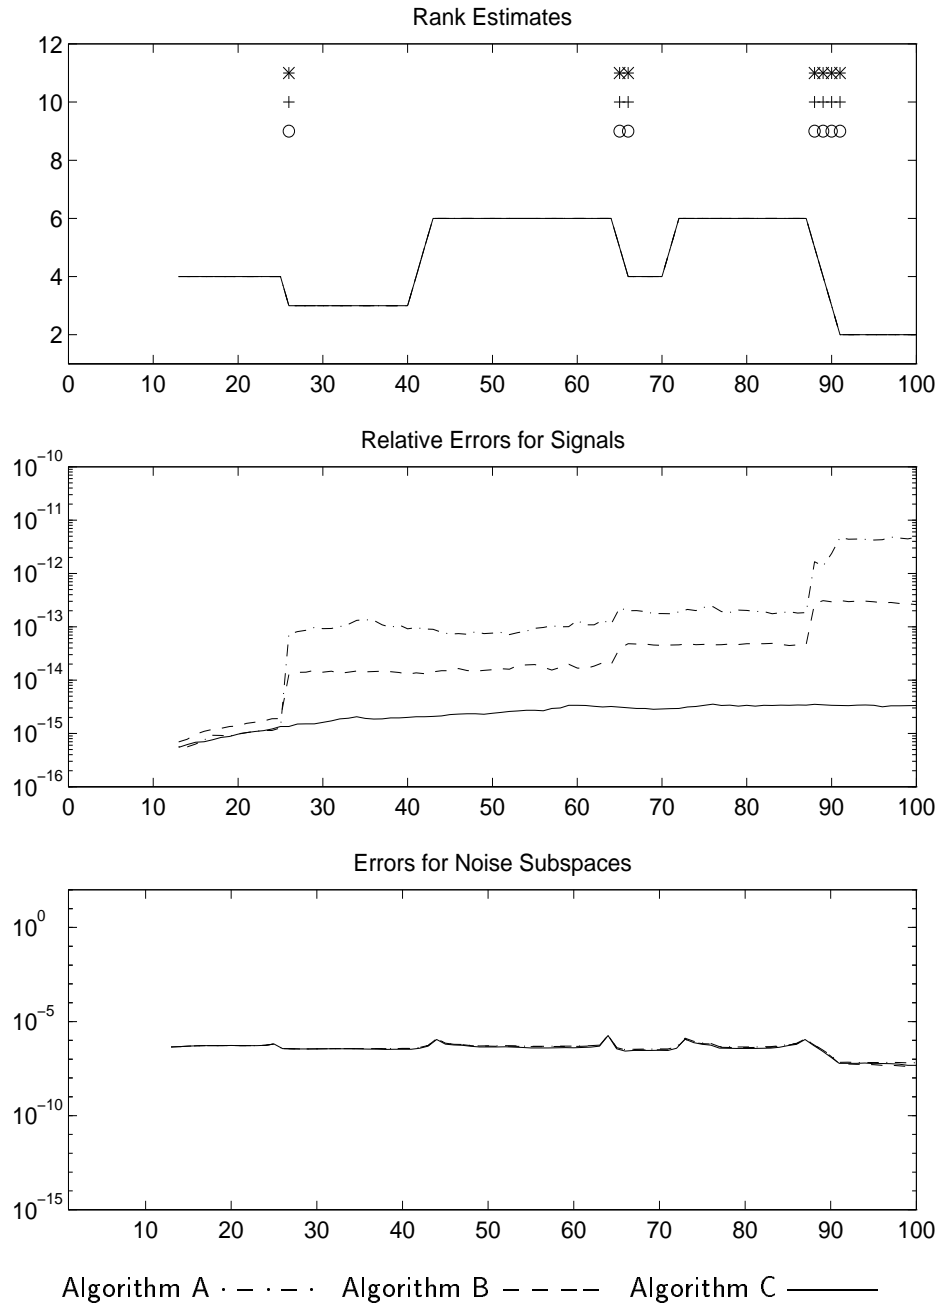 Rank Estimates
12
10
8
6
4
2
0 10 20 30 40 50 60 70 80 90 100
Relative Errors for Signals
10^−10
10^−11
10^−12
10^−13
10^−14
10^−15
10^−16
0 10 20 30 40 50 60 70 80 90 100
Errors for Noise Subspaces
10^0
10^−5
10^−10
10^−15
10 20 30 40 50 60 70 80 90 100
Algorithm A Algorithm B Algorithm C